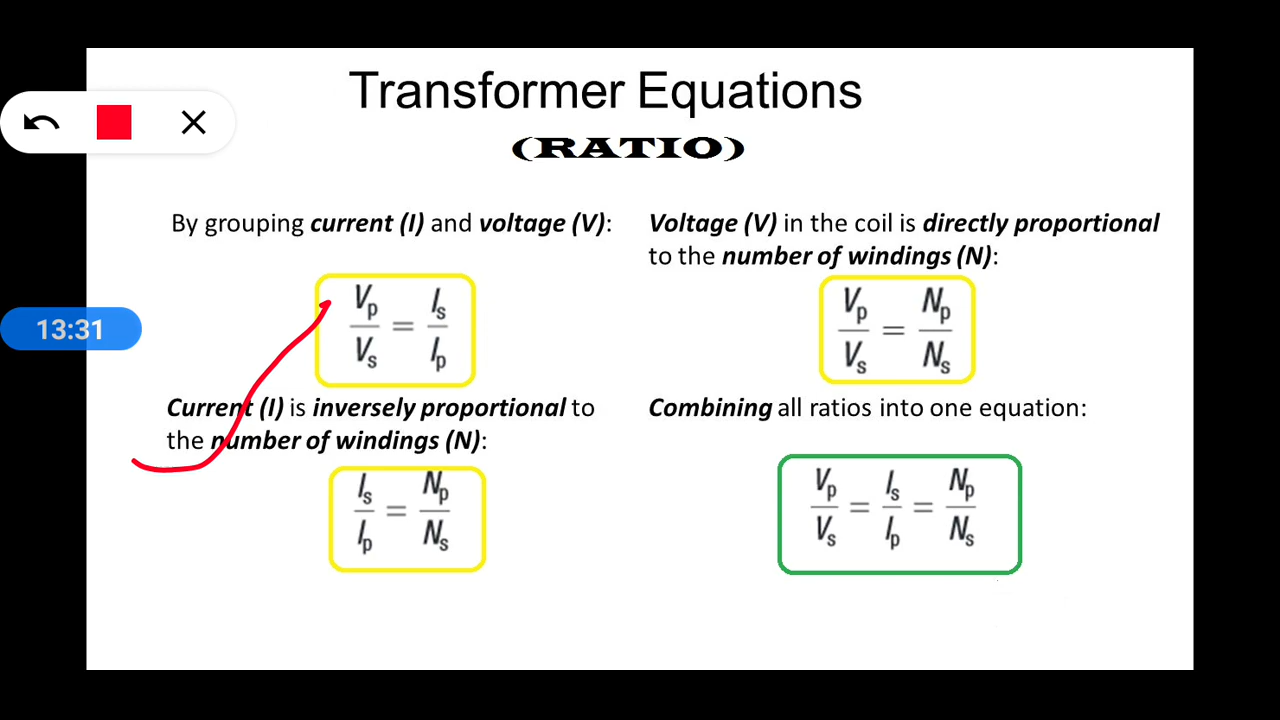 Transformer Equations
(RATIO)
By grouping current (I) and voltage (V):
Vp/Vs = Is/Ip
Voltage (V) in the coil is directly proportional
to the number of windings (N):
Vp/Vs = Np/Ns
13:31
Current (I) is inversely proportional to
the number of windings (N):
Is/Ip = Np/Ns
Combining all ratios into one equation:
Vp/Vs = Is/Ip = Np/Ns